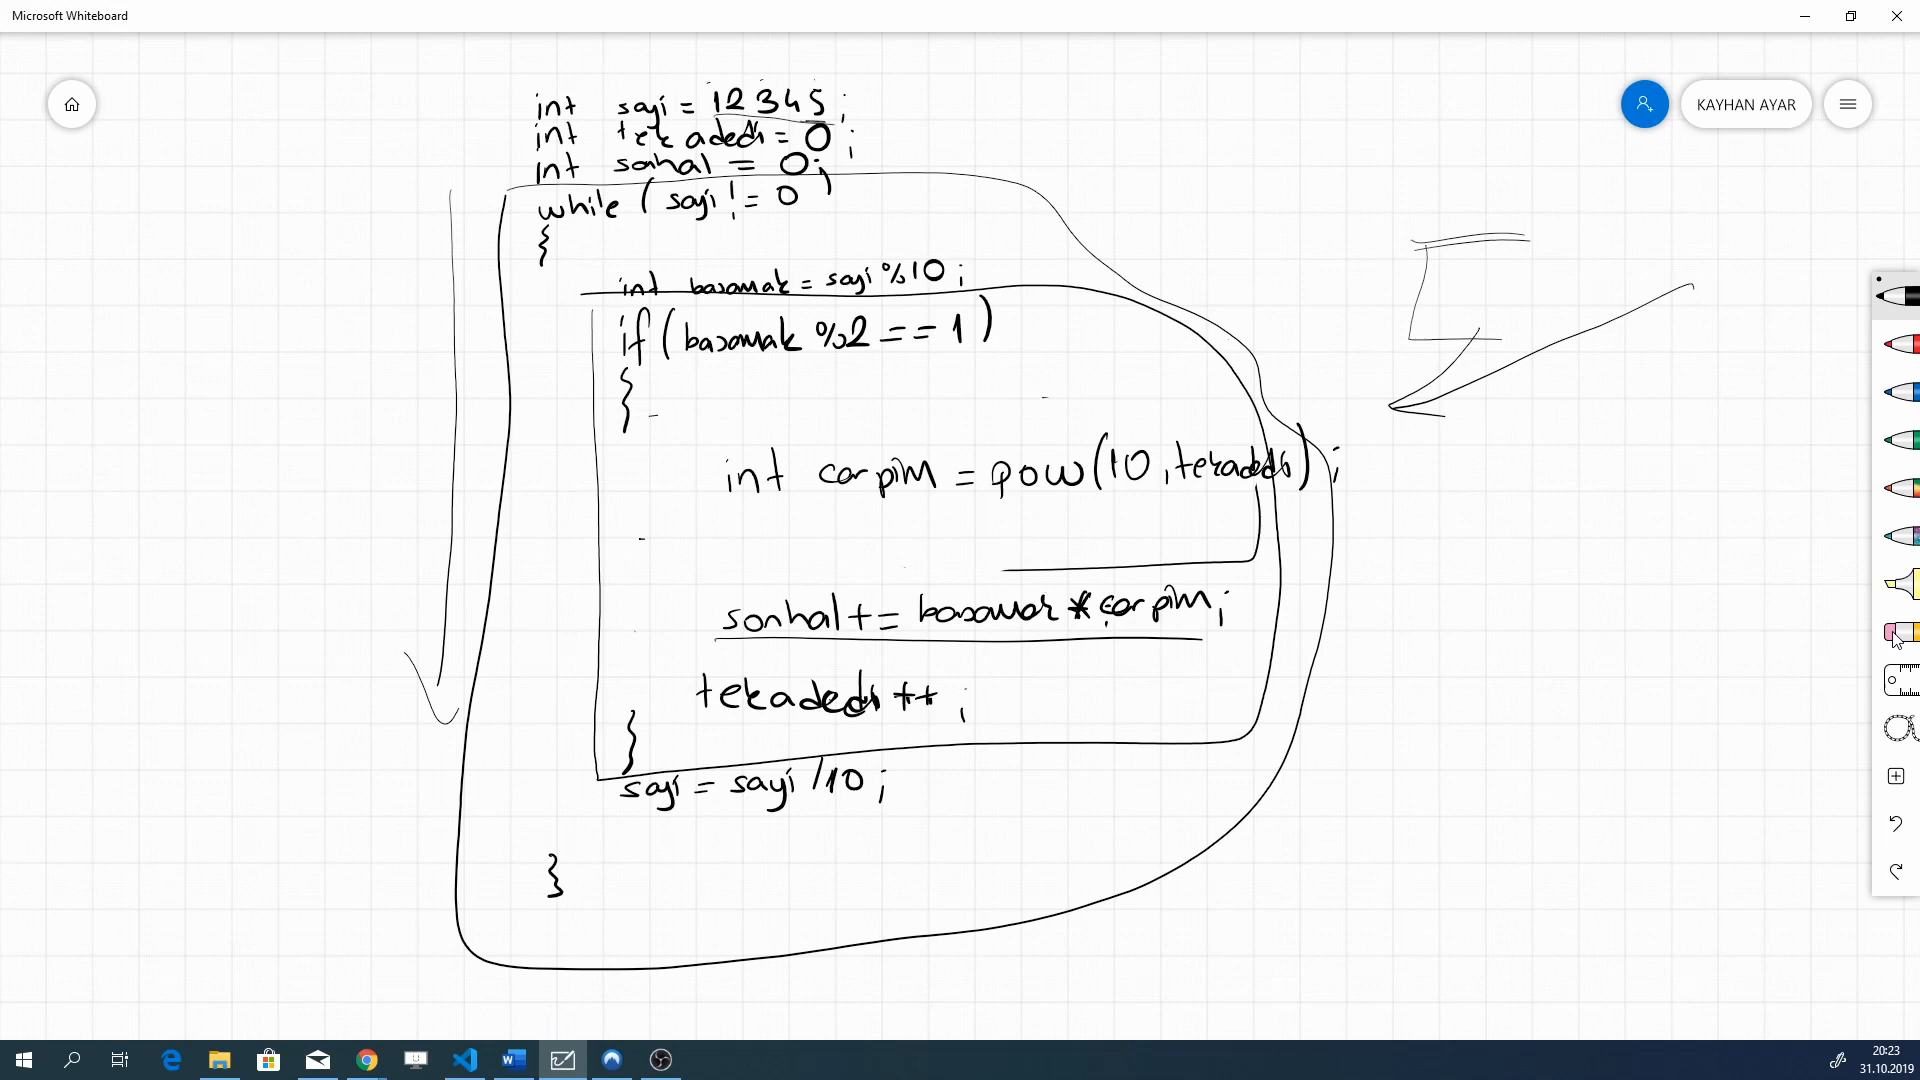 Microsoft Whiteboard
KAYHAN AYAR
int sayi = 12345;
int tekadedi = 0;
int sonhal = 0;
while (sayi != 0)
{
int basamak = sayi %10;
if (basamak %2 == 1)
{
int carpim = pow(10, tekadedi);
sonhal += basamak * carpim;
tekadedi ++;
}
sayi = sayi /10;
}
20:23
31.10.2019